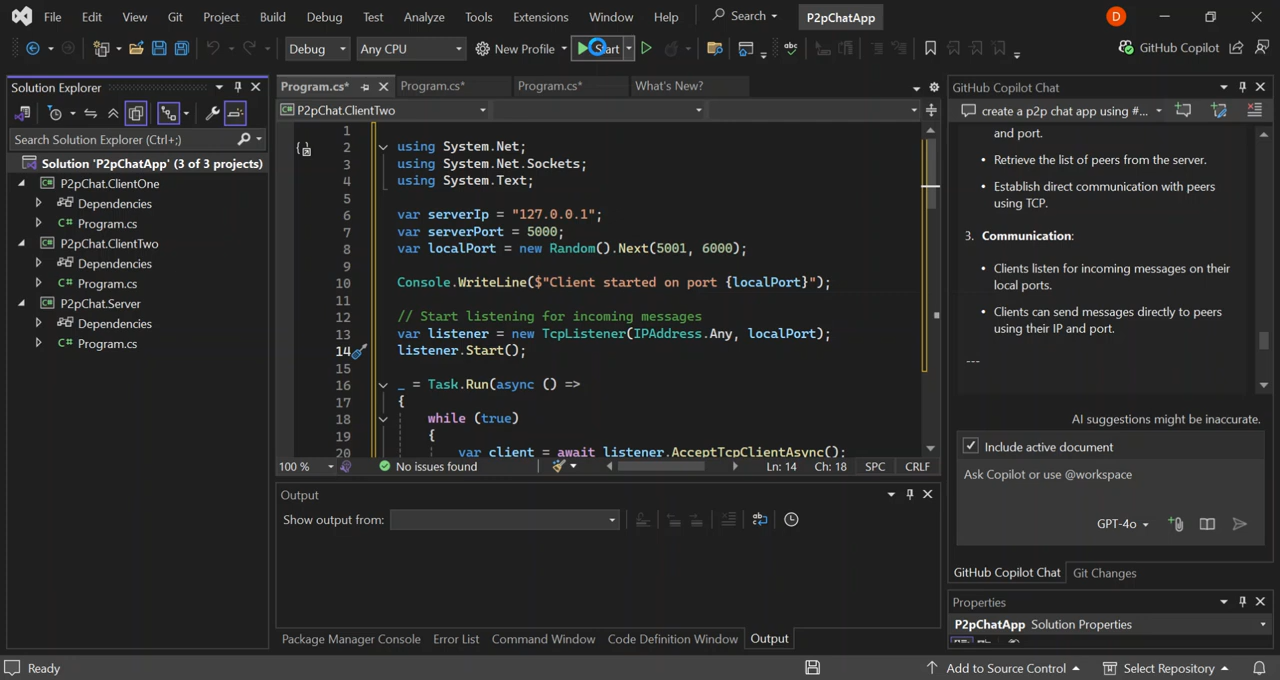 File Edit View Git Project Build Debug Test Analyze Tools Extensions Window Help Search P2pChatApp D
Debug Any CPU New Profile Start GitHub Copilot
Solution Explorer
Search Solution Explorer (Ctrl+;)
Solution 'P2pChatApp' (3 of 3 projects)
P2pChat.ClientOne
Dependencies
C# Program.cs
P2pChat.ClientTwo
Dependencies
C# Program.cs
P2pChat.Server
Dependencies
C# Program.cs
Program.cs* Program.cs* Program.cs* What's New?
P2pChat.ClientTwo
1
2 using System.Net;
3 using System.Net.Sockets;
4 using System.Text;
5
6 var serverIp = "127.0.0.1";
7 var serverPort = 5000;
8 var localPort = new Random().Next(5001, 6000);
9
10 Console.WriteLine($"Client started on port {localPort}");
11
12 // Start listening for incoming messages
13 var listener = new TcpListener(IPAddress.Any, localPort);
14 listener.Start();
15
16 _ = Task.Run(async () =>
17 {
18 while (true)
19 {
20 var client = await listener.AcceptTcpClientAsync();
100 % No issues found Ln: 14 Ch: 18 SPC CRLF
Output
Show output from:
Package Manager Console Error List Command Window Code Definition Window Output
GitHub Copilot Chat
create a p2p chat app using #...
and port.
• Retrieve the list of peers from the server.
• Establish direct communication with peers
using TCP.
3. Communication:
• Clients listen for incoming messages on their
local ports.
• Clients can send messages directly to peers
using their IP and port.
---
AI suggestions might be inaccurate.
Include active document
Ask Copilot or use @workspace
GPT-4o
GitHub Copilot Chat Git Changes
Properties
P2pChatApp Solution Properties
Ready Add to Source Control Select Repository